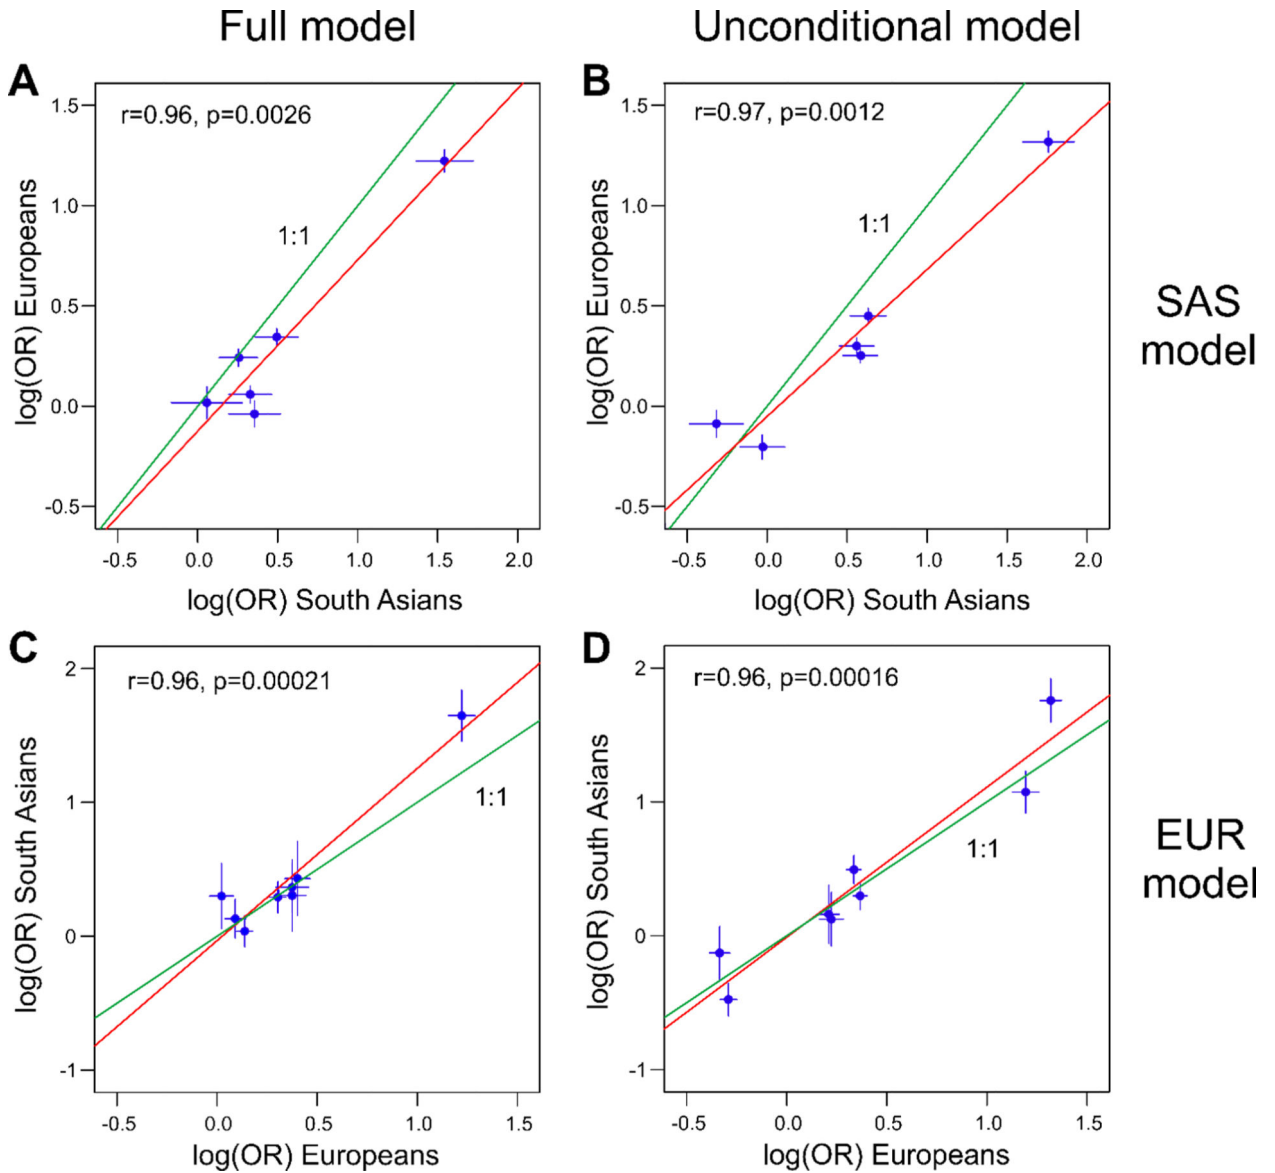 Full model
Unconditional model
A
r=0.96, p=0.0026
1:1
1.5
1.0
0.5
0.0
-0.5
-0.5 0.0 0.5 1.0 1.5 2.0
log(OR) Europeans
log(OR) South Asians
B
r=0.97, p=0.0012
1:1
1.5
1.0
0.5
0.0
-0.5
-0.5 0.0 0.5 1.0 1.5 2.0
log(OR) Europeans
log(OR) South Asians
SAS
model
C
r=0.96, p=0.00021
1:1
2
1
0
-1
-0.5 0.0 0.5 1.0 1.5
log(OR) South Asians
log(OR) Europeans
D
r=0.96, p=0.00016
1:1
2
1
0
-1
-0.5 0.0 0.5 1.0 1.5
log(OR) South Asians
log(OR) Europeans
EUR
model